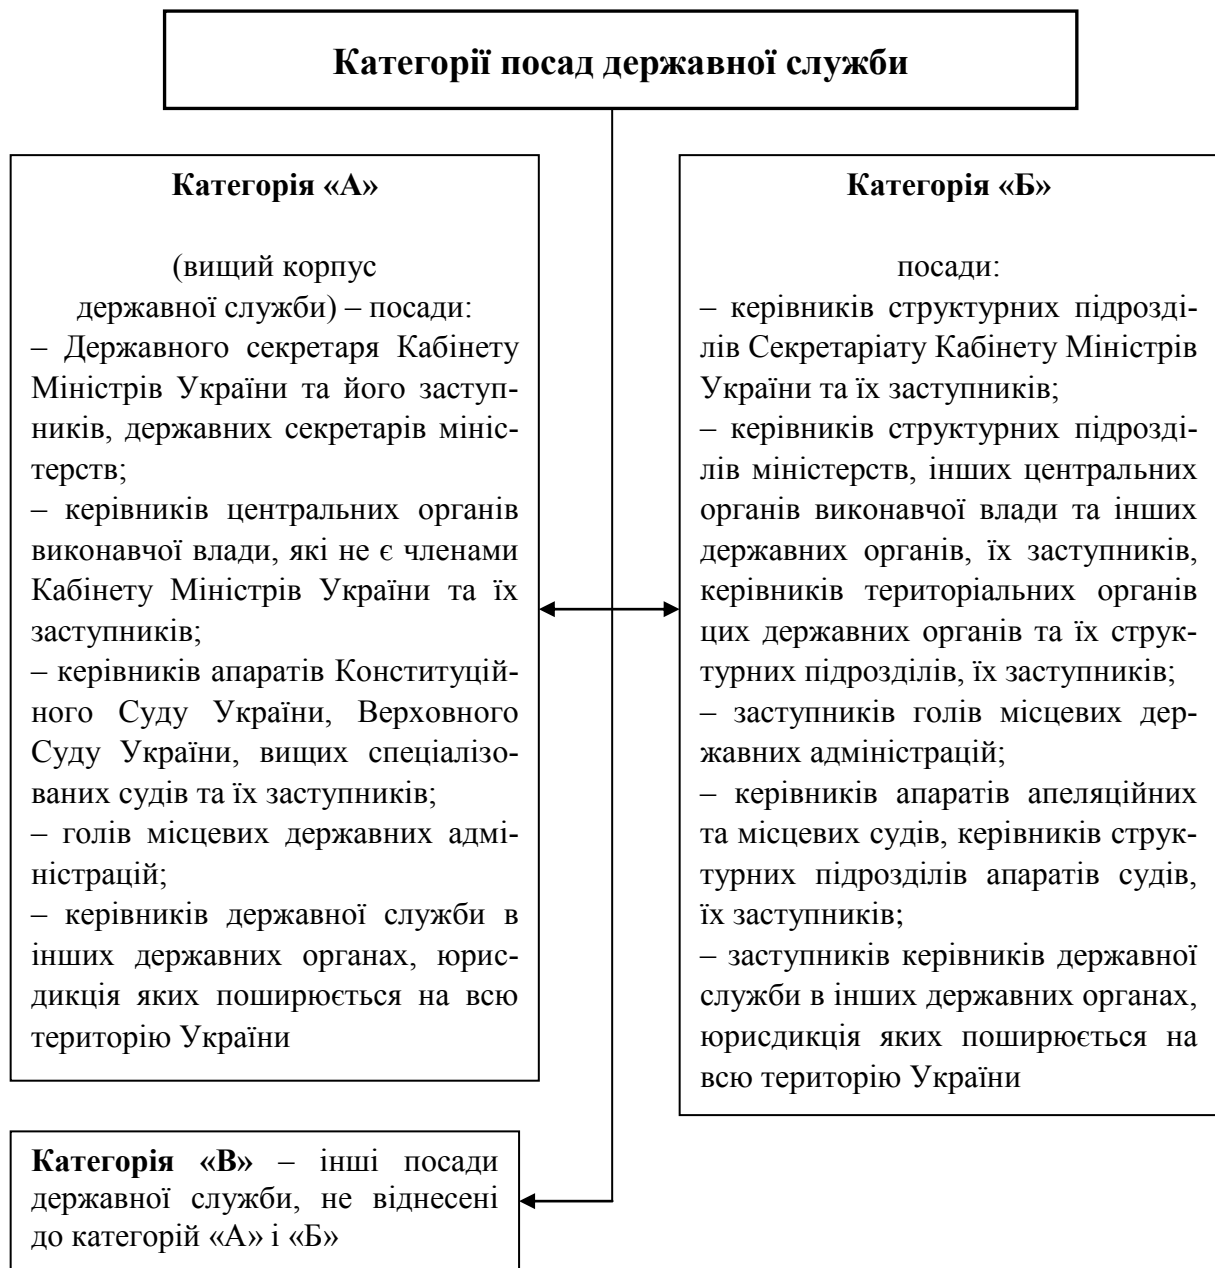 Категорії посад державної служби
Категорія «А»
(вищий корпус
державної служби) – посади:
– Державного секретаря Кабінету
Міністрів України та його заступ-
ників, державних секретарів мініс-
терств;
– керівників центральних органів
виконавчої влади, які не є членами
Кабінету Міністрів України та їх
заступників;
– керівників апаратів Конституцій-
ного Суду України, Верховного
Суду України, вищих спеціалізо-
ваних судів та їх заступників;
– голів місцевих державних адмі-
ністрацій;
– керівників державної служби в
інших державних органах, юрис-
дикція яких поширюється на всю
територію України
Категорія «Б»
посади:
– керівників структурних підрозді-
лів Секретаріату Кабінету Міністрів
України та їх заступників;
– керівників структурних підрозді-
лів міністерств, інших центральних
органів виконавчої влади та інших
державних органів, їх заступників,
керівників територіальних органів
цих державних органів та їх струк-
турних підрозділів, їх заступників;
– заступників голів місцевих дер-
жавних адміністрацій;
– керівників апаратів апеляційних
та місцевих судів, керівників струк-
турних підрозділів апаратів судів,
їх заступників;
– заступників керівників державної
служби в інших державних органах,
юрисдикція яких поширюється на
всю територію України
Категорія «В» – інші посади
державної служби, не віднесені
до категорій «А» і «Б»